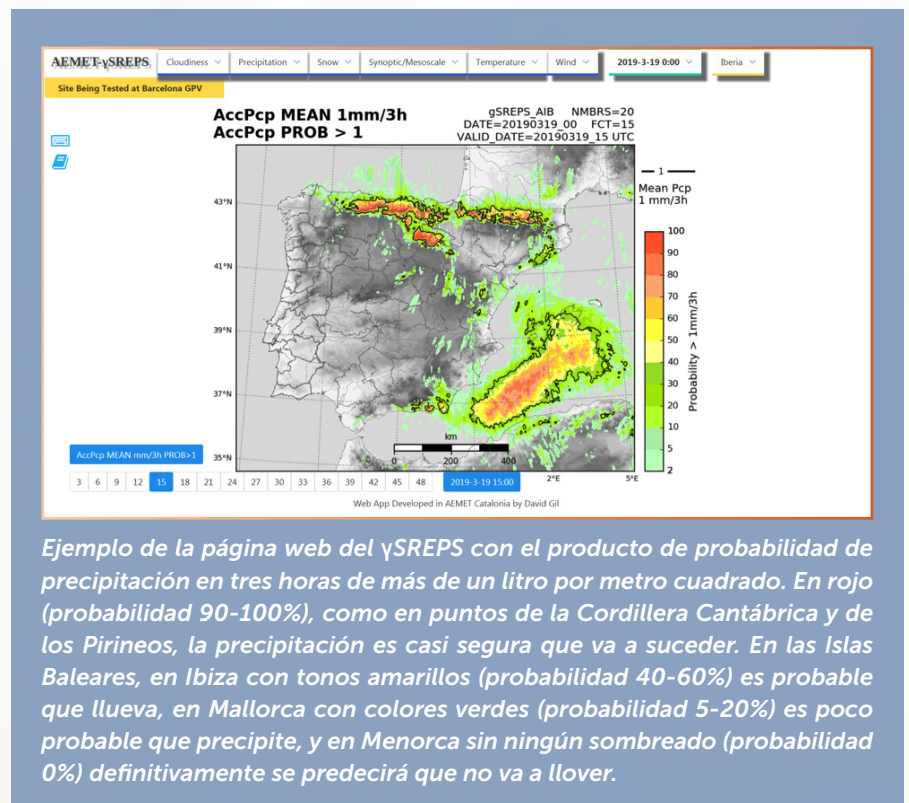 AEMET-γSREPS Cloudiness Precipitation Snow Synoptic/Mesoscale Temperature Wind 2019-3-19 0:00 Iberia
Site Being Tested at Barcelona GPV
AccPcp MEAN 1mm/3h
AccPcp PROB > 1
gSREPS_AIB NMBRS=20
DATE=20190319_00 FCT=15
VALID_DATE=20190319_15 UTC
1
Mean Pcp
1 mm/3h
43°N
41°N
39°N
37°N
35°N
100
90
80
70
60
50
40
30
20
10
5
2
Probability > 1mm/3h
km
0 200 400
2°E 5°E
AccPcp MEAN mm/3h PROB>1
3 6 9 12 15 18 21 24 27 30 33 36 39 42 45 48 2019-3-19 15:00
Web App Developed in AEMET Catalonia by David Gil
Ejemplo de la página web del γSREPS con el producto de probabilidad de
precipitación en tres horas de más de un litro por metro cuadrado. En rojo
(probabilidad 90-100%), como en puntos de la Cordillera Cantábrica y de
los Pirineos, la precipitación es casi segura que va a suceder. En las Islas
Baleares, en Ibiza con tonos amarillos (probabilidad 40-60%) es probable
que llueva, en Mallorca con colores verdes (probabilidad 5-20%) es poco
probable que precipite, y en Menorca sin ningún sombreado (probabilidad
0%) definitivamente se predecirá que no va a llover.